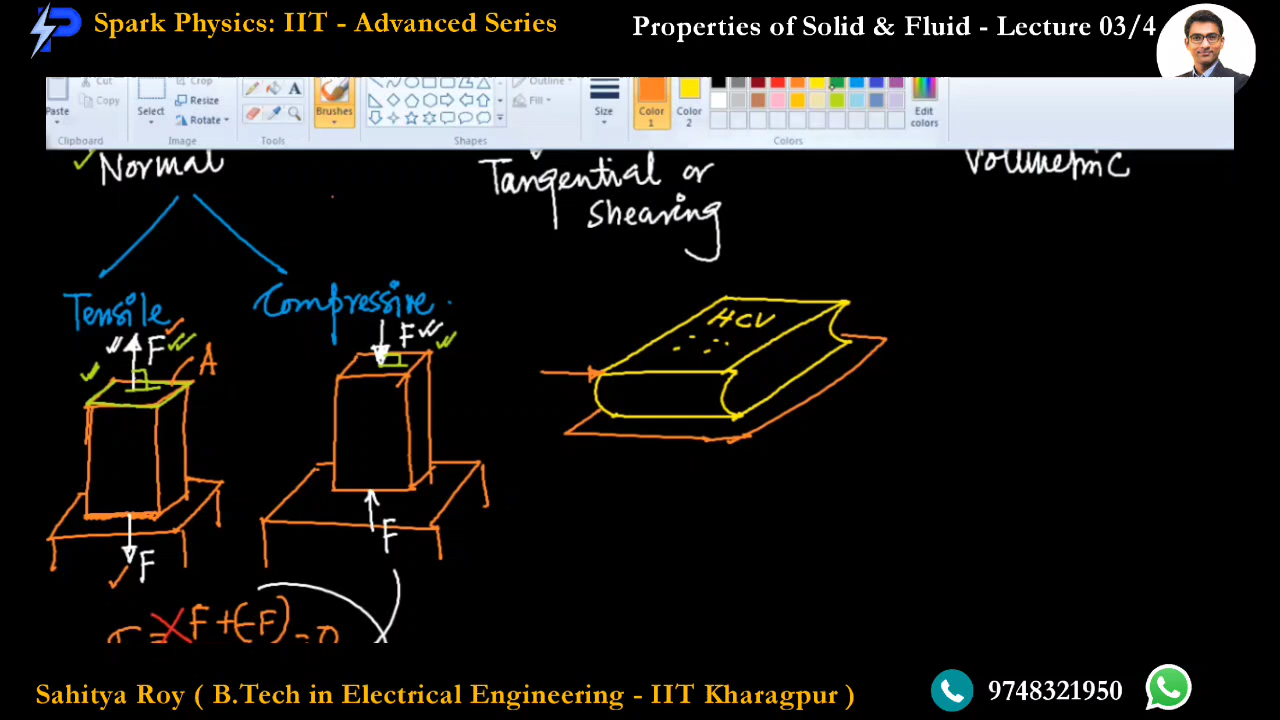 Spark Physics: IIT - Advanced Series
Properties of Solid & Fluid - Lecture 03/4
Paste
Cut
Copy
Clipboard
Select
Crop
Resize
Rotate
Image
Tools
Brushes
Shapes
Outline
Fill
Size
Color 1
Color 2
Colors
Edit colors
Normal
Tangential or
Shearing
Volumetric
Tensile
Compressive
F
A
F
HCV
F
F
F + (-F)
Sahitya Roy ( B.Tech in Electrical Engineering - IIT Kharagpur )
9748321950